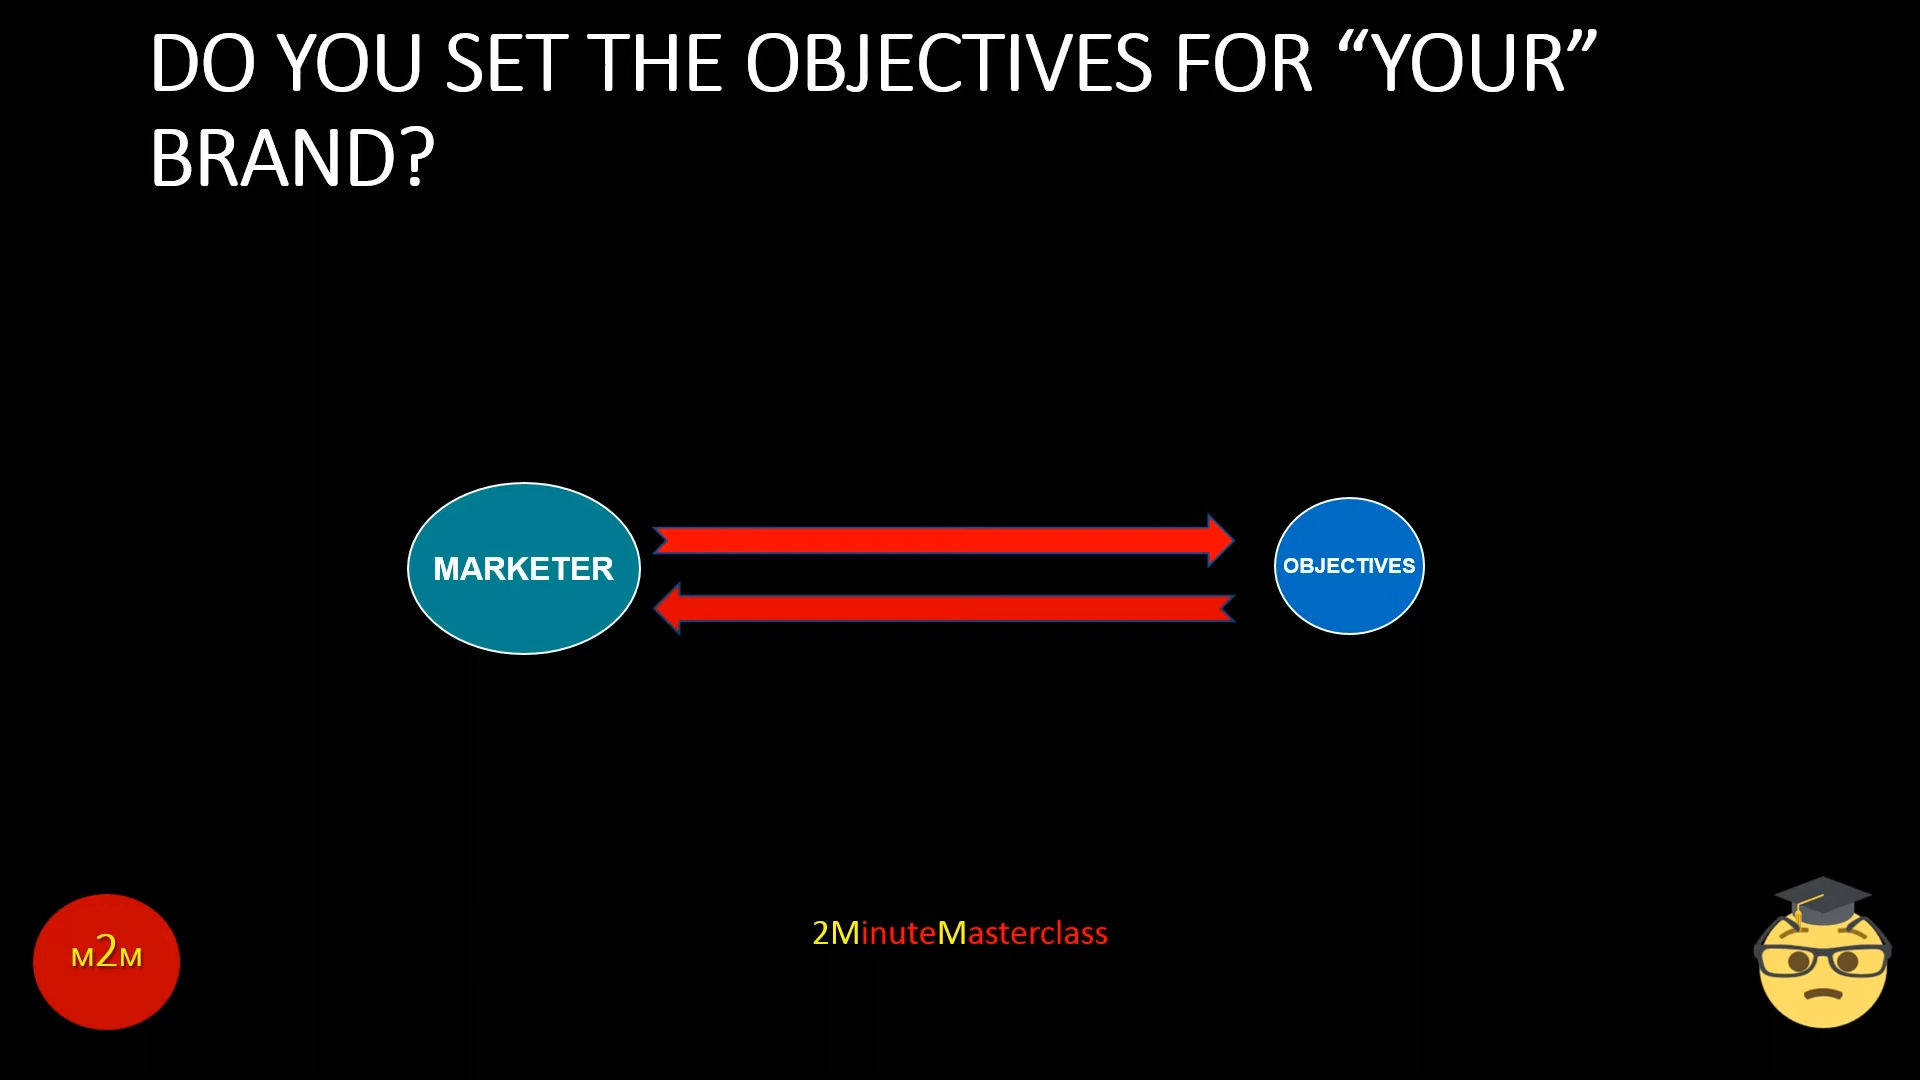 DO YOU SET THE OBJECTIVES FOR “YOUR”
BRAND?
MARKETER
OBJECTIVES
2MinuteMasterclass
M2M